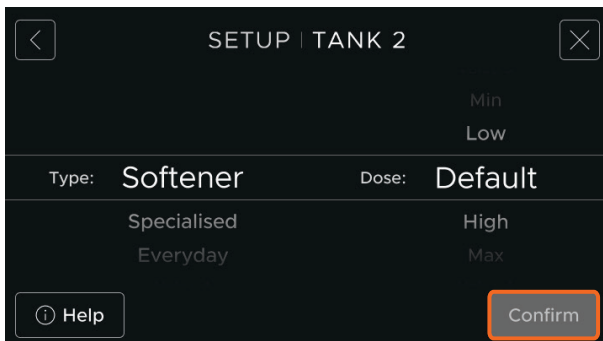 SETUP | TANK 2
Min
Low
Type: Softener Dose: Default
Specialised High
Everyday Max
Help Confirm